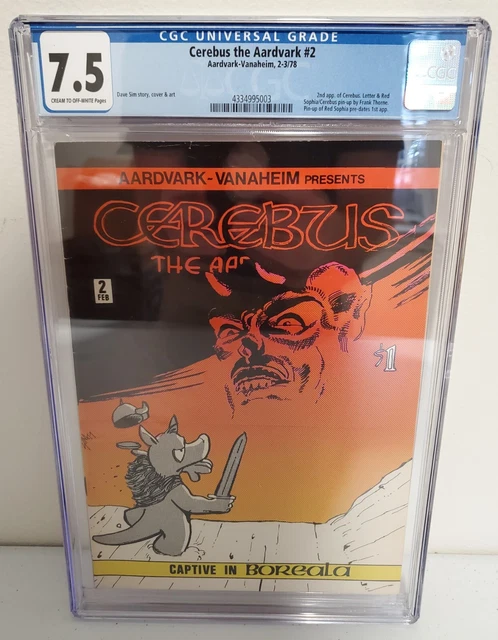 CGC UNIVERSAL GRADE
7.5
CREAM TO OFF-WHITE Pages
Cerebus the Aardvark #2
Aardvark-Vanaheim, 2-3/78
Dave Sim story, cover & art
4334995003
2nd app. of Cerebus. Letter & Red
Sophia/Cerebus pin-up by Frank Thorne.
Pin-up of Red Sophia pre-dates 1st app.
CGC
AARDVARK-VANAHEIM PRESENTS
CEREBUS
THE
2
FEB
$1
CAPTIVE IN BOREALA